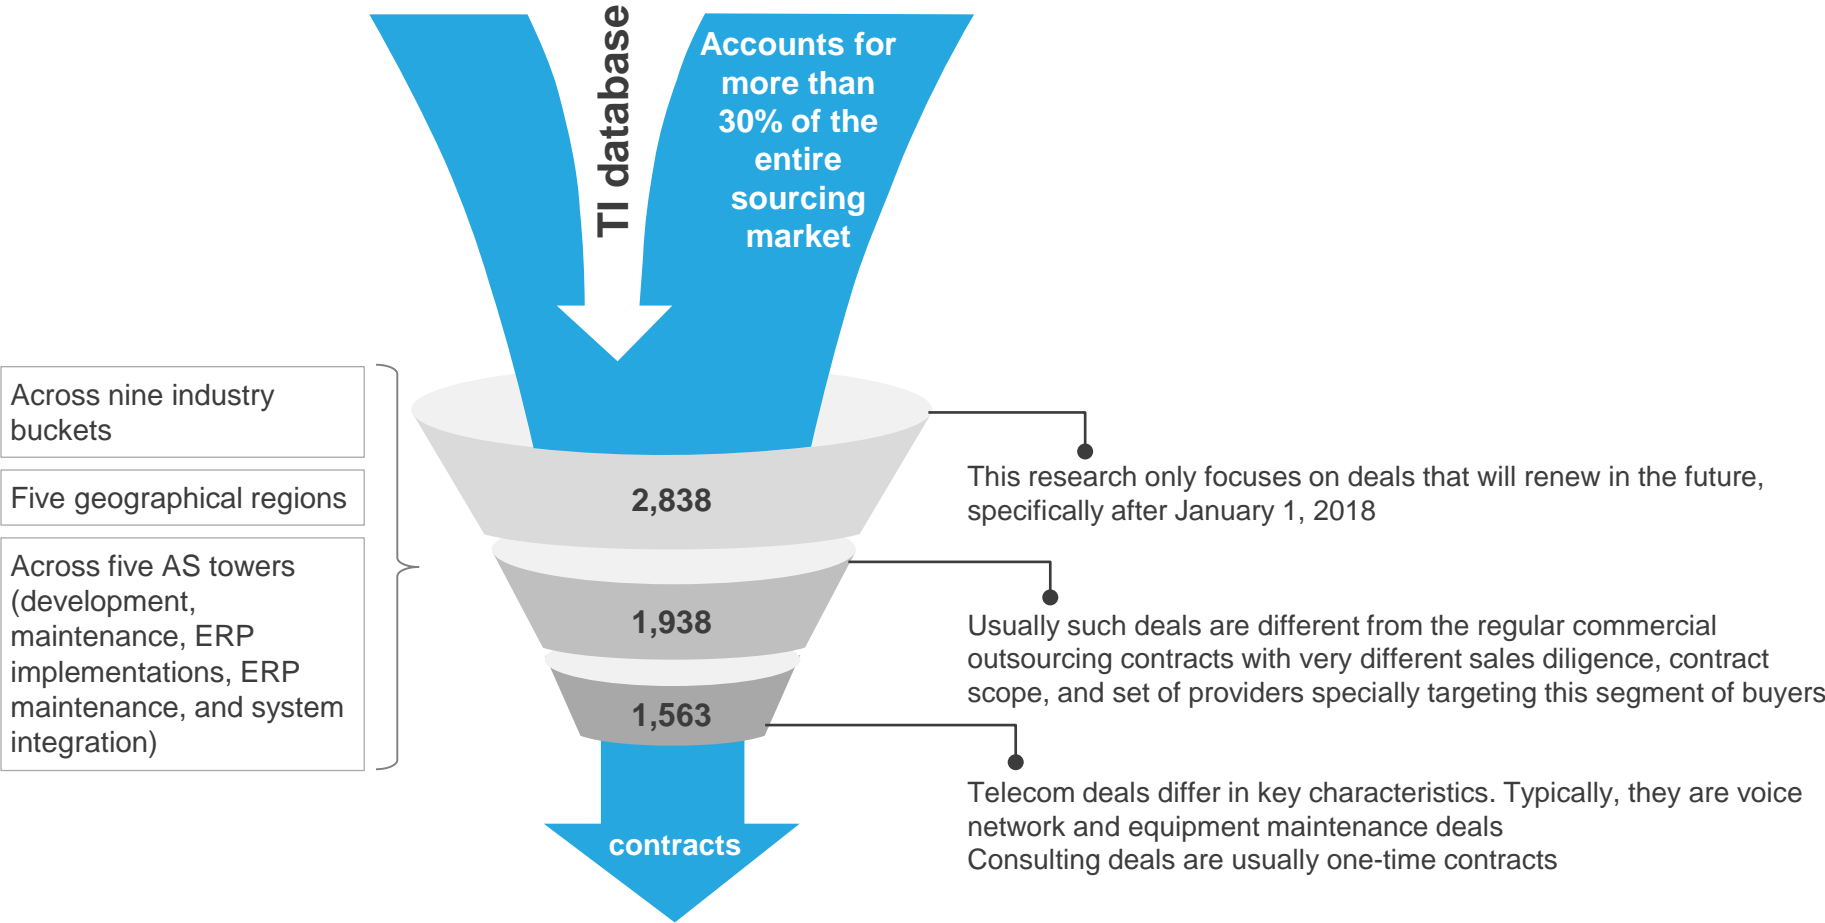 TI database
Accounts for
more than
30% of the
entire
sourcing
market
Across nine industry
buckets
Five geographical regions
Across five AS towers
(development,
maintenance, ERP
implementations, ERP
maintenance, and system
integration)
2,838
1,938
1,563
contracts
This research only focuses on deals that will renew in the future,
specifically after January 1, 2018
Usually such deals are different from the regular commercial
outsourcing contracts with very different sales diligence, contract
scope, and set of providers specially targeting this segment of buyers
Telecom deals differ in key characteristics. Typically, they are voice
network and equipment maintenance deals
Consulting deals are usually one-time contracts